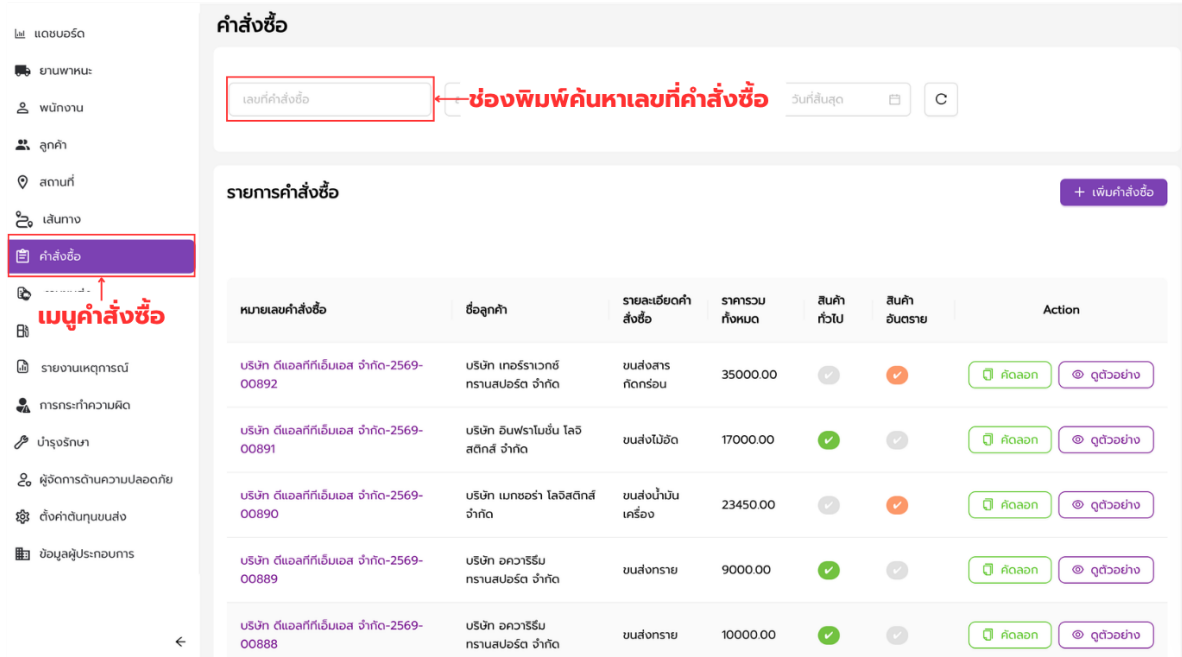 แดชบอร์ด
ยานพาหนะ
พนักงาน
ลูกค้า
สถานที่
เส้นทาง
คำสั่งซื้อ
เมนูคำสั่งซื้อ
รายงานเหตุการณ์
การกระทำความผิด
บำรุงรักษา
ผู้จัดการด้านความปลอดภัย
ตั้งค่าต้นทุนขนส่ง
ข้อมูลผู้ประกอบการ
คำสั่งซื้อ
เลขที่คำสั่งซื้อ
ช่องพิมพ์ค้นหาเลขที่คำสั่งซื้อ
วันที่สิ้นสุด
รายการคำสั่งซื้อ
+ เพิ่มคำสั่งซื้อ
หมายเลขคำสั่งซื้อ ชื่อลูกค้า รายละเอียดคำ ราคารวม สินค้า สินค้า Action
สั่งซื้อ ทั้งหมด ทั่วไป อันตราย
บริษัท ดีแอลทีทีเอ็มเอส จำกัด-2569- บริษัท เทอร์ราเวกซ์ ขนส่งสาร 35000.00 คัดลอก ดูตัวอย่าง
00892 ทรานสปอร์ต จำกัด กัดกร่อน
บริษัท ดีแอลทีทีเอ็มเอส จำกัด-2569- บริษัท อินฟราโมชั่น โลจิ ขนส่งไม้อัด 17000.00 คัดลอก ดูตัวอย่าง
00891 สติกส์ จำกัด
บริษัท ดีแอลทีทีเอ็มเอส จำกัด-2569- บริษัท เมกซอร่า โลจิสติกส์ ขนส่งน้ำมัน 23450.00 คัดลอก ดูตัวอย่าง
00890 จำกัด เครื่อง
บริษัท ดีแอลทีทีเอ็มเอส จำกัด-2569- บริษัท อควาริธึม ขนส่งทราย 9000.00 คัดลอก ดูตัวอย่าง
00889 ทรานสปอร์ต จำกัด
บริษัท ดีแอลทีทีเอ็มเอส จำกัด-2569- บริษัท อควาริธึม ขนส่งทราย 10000.00 คัดลอก ดูตัวอย่าง
00888 ทรานสปอร์ต จำกัด